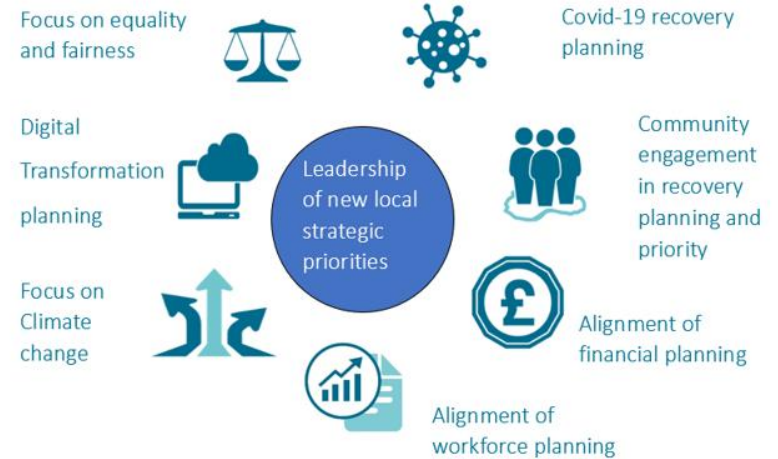 Focus on equality
and fairness
Covid-19 recovery
planning
Digital
Transformation
planning
Leadership
of new local
strategic
priorities
Community
engagement
in recovery
planning and
priority
Focus on
Climate
change
£
Alignment of
financial planning
Alignment of
workforce planning